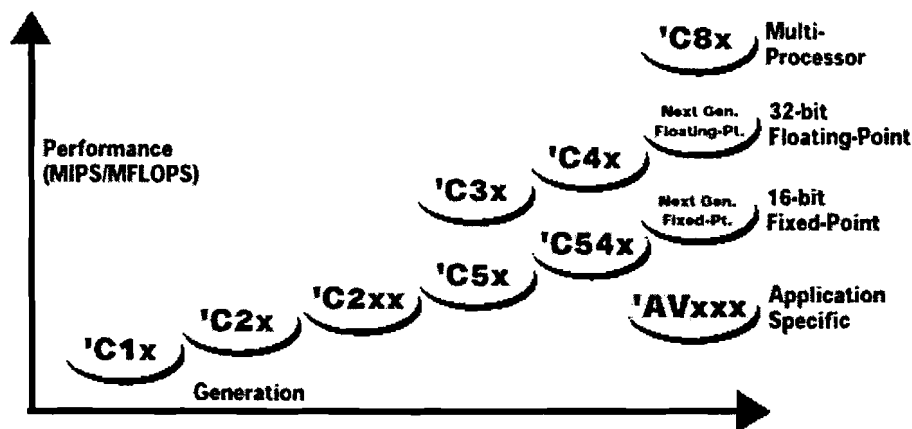 'C8x
Multi-
Processor
Next Gen.
Floating-Pt.
32-bit
Floating-Point
Performance
(MIPS/MFLOPS)
'C4x
'C3x
Next Gen.
Fixed-Pt.
16-bit
Fixed-Point
'C54x
'C5x
'C2xx
'C2x
'C1x
'AVxxx
Application
Specific
Generation